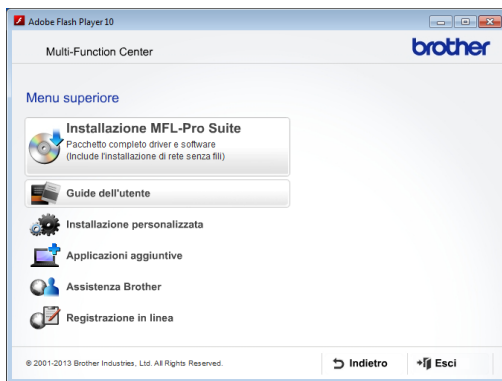 Adobe Flash Player 10
Multi-Function Center
brother
Menu superiore
Installazione MFL-Pro Suite
Pacchetto completo driver e software
(Include l'installazione di rete senza fili)
Guide dell'utente
Installazione personalizzata
Applicazioni aggiuntive
Assistenza Brother
Registrazione in linea
© 2001-2013 Brother Industries, Ltd. All Rights Reserved.
Indietro
Esci